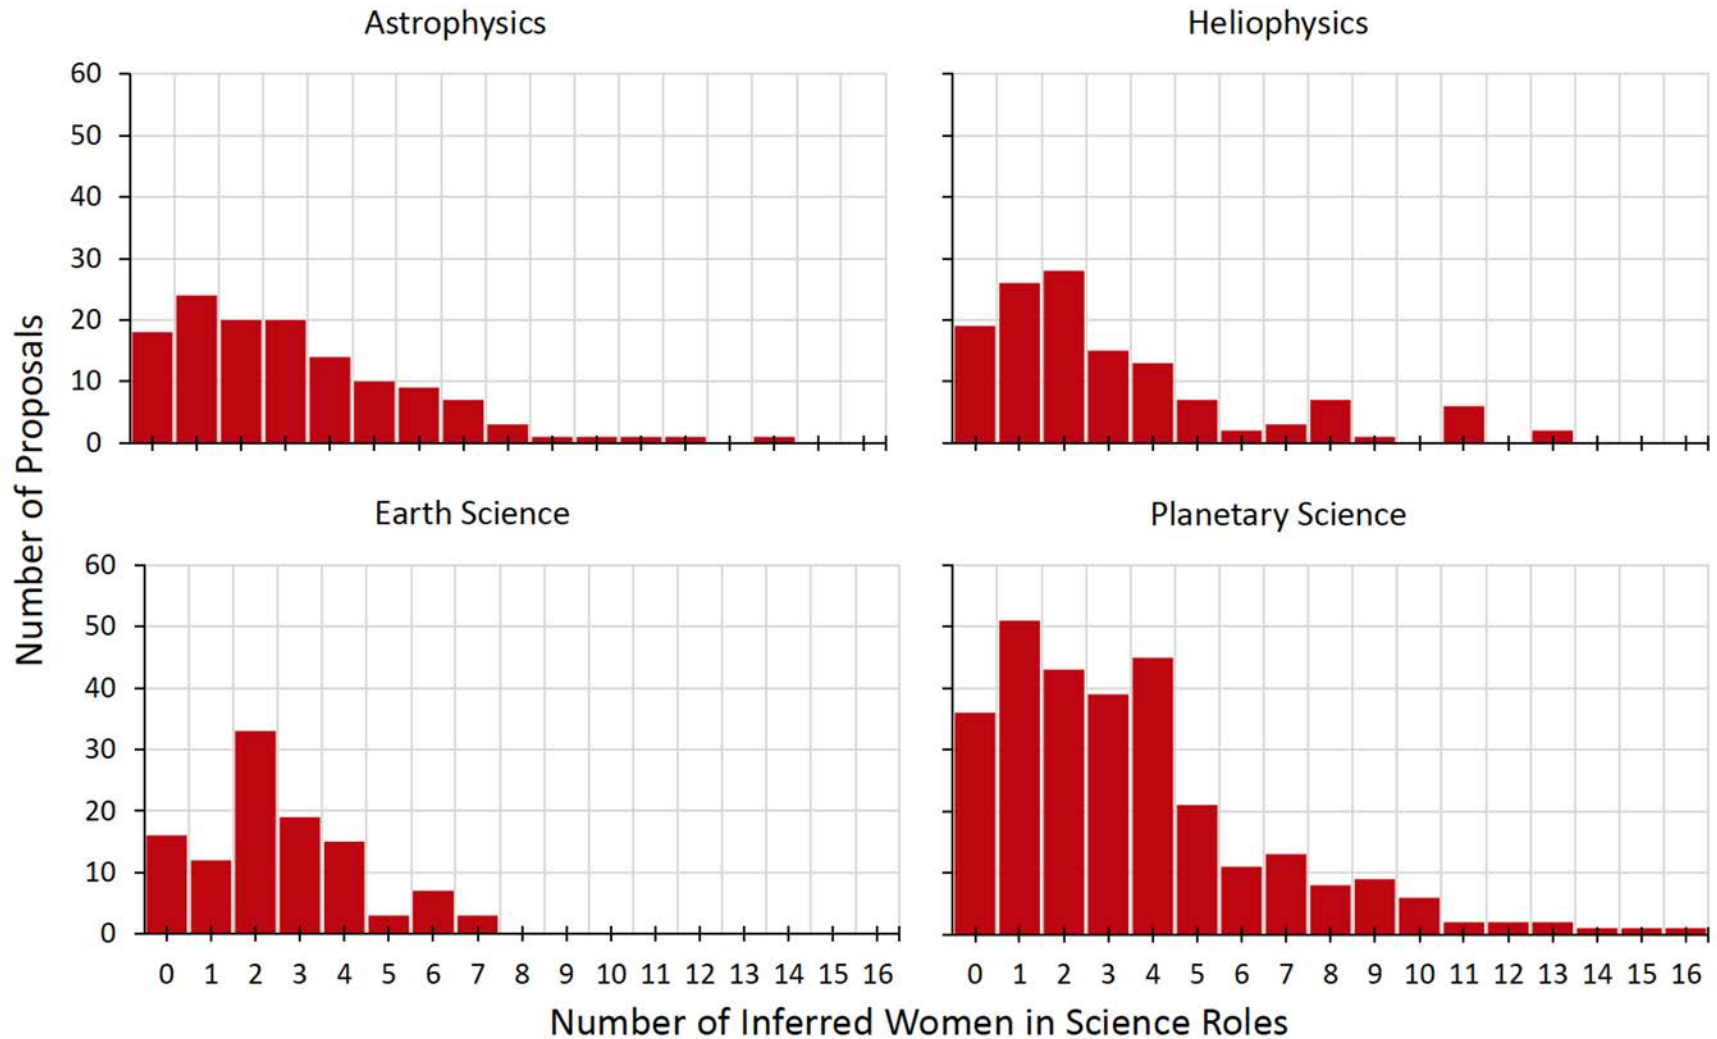 Astrophysics
Heliophysics
60
50
40
30
20
10
0
Number of Proposals
Earth Science
Planetary Science
60
50
40
30
20
10
0
0 1 2 3 4 5 6 7 8 9 10 11 12 13 14 15 16
0 1 2 3 4 5 6 7 8 9 10 11 12 13 14 15 16
Number of Inferred Women in Science Roles